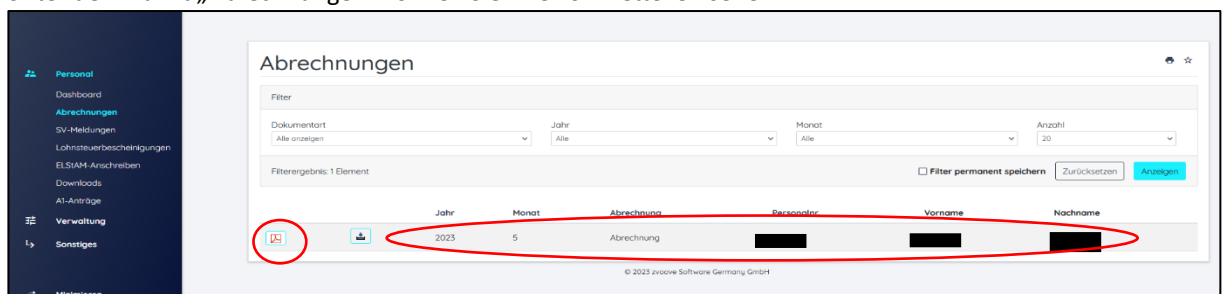 Personal
Dashboard
Abrechnungen
SV-Meldungen
Lohnsteuerbescheinigungen
ELStAM-Anschreiben
Downloads
A1-Anträge
Verwaltung
Sonstiges
Abrechnungen
Filter
Dokumentart Jahr Monat Anzahl
Alle anzeigen Alle Alle 20
Filterergebnis: 1 Element Filter permanent speichern Zurücksetzen Anzeigen
Jahr Monat Abrechnung Personalnr. Vorname Nachname
2023 5 Abrechnung
© 2023 zvoove Software Germany GmbH